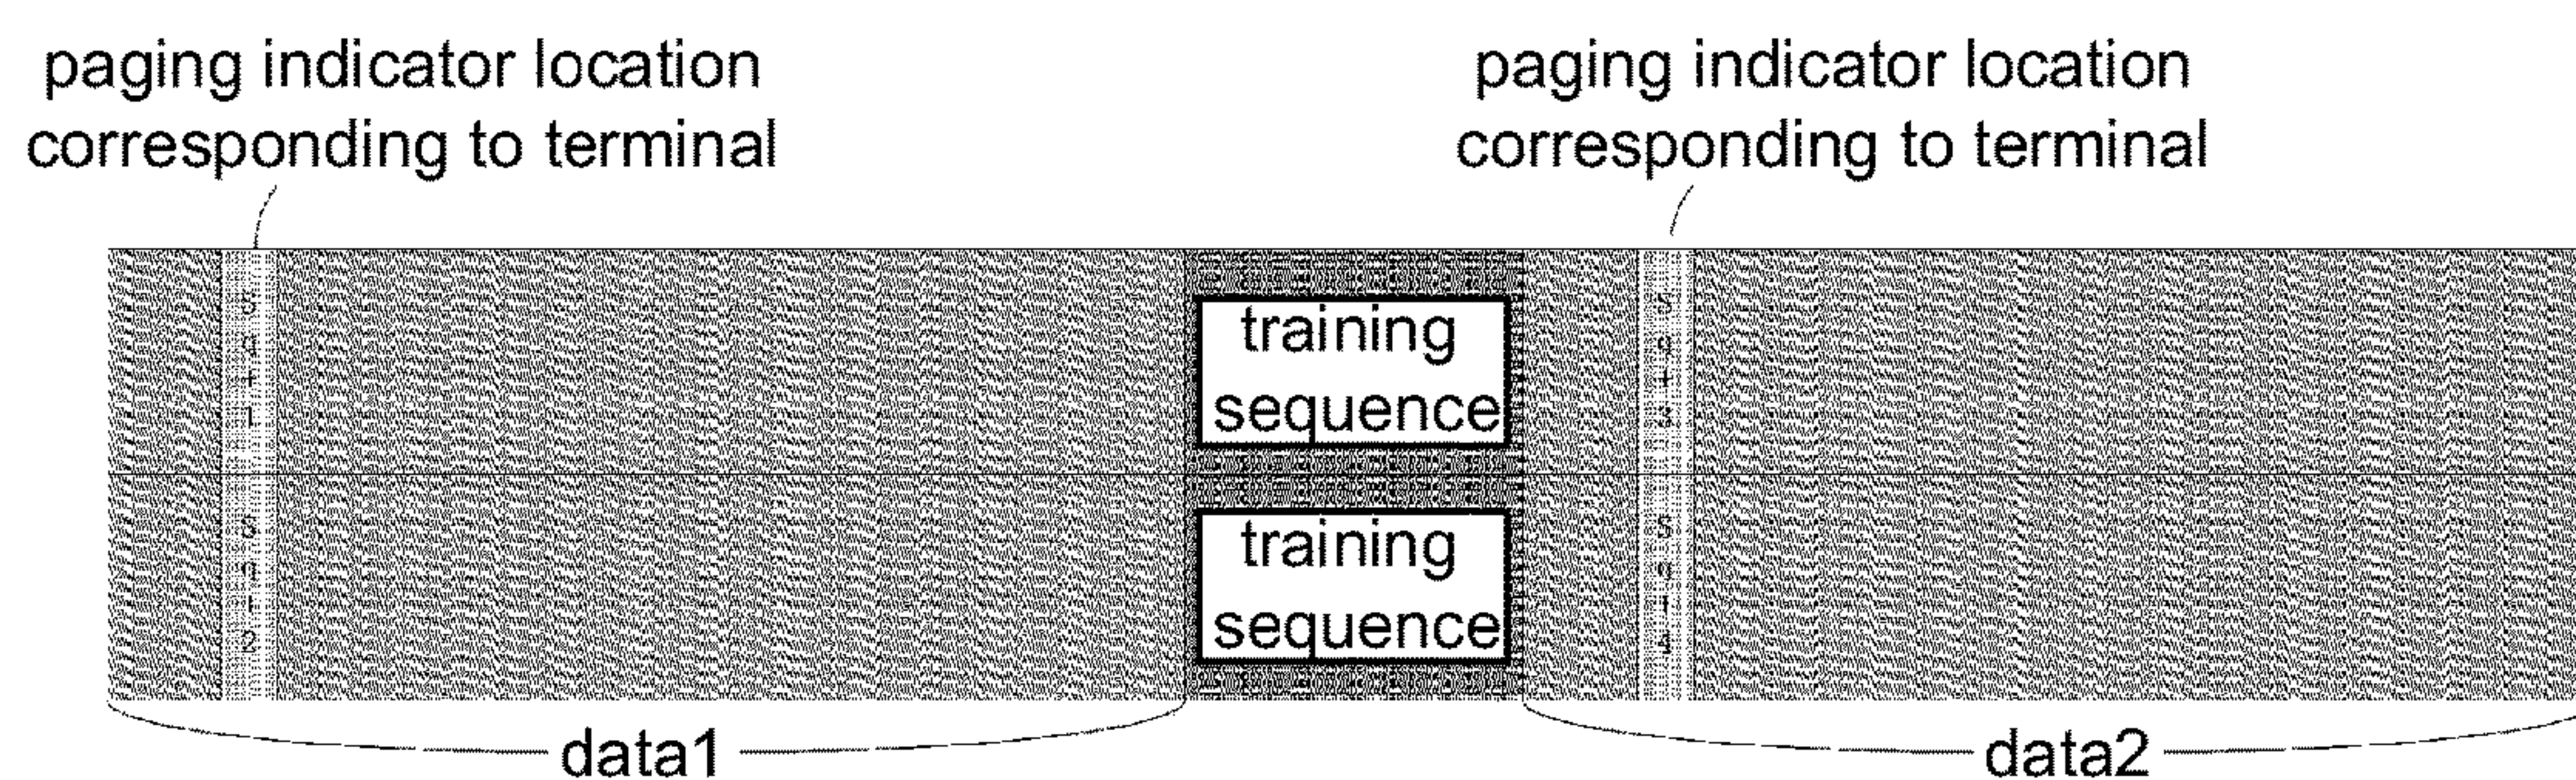 paging indicator location
corresponding to terminal
paging indicator location
corresponding to terminal
training
sequence
training
sequence
data1
data2